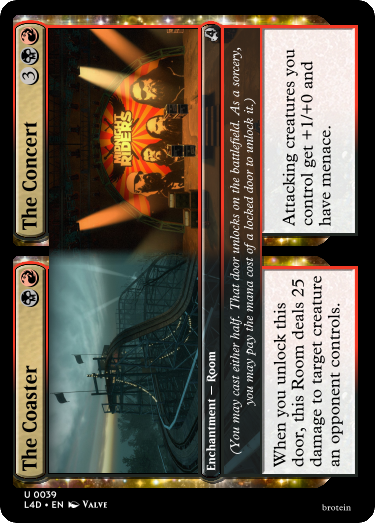 The Coaster
The Concert
3
RIDERS
Enchantment — Room
(You may cast either half. That door unlocks on the battlefield. As a sorcery,
you may pay the mana cost of a locked door to unlock it.)
When you unlock this
door, this Room deals 25
damage to target creature
an opponent controls.
Attacking creatures you
control get +1/+0 and
have menace.
U 0039
L4D • EN VALVE
brotein